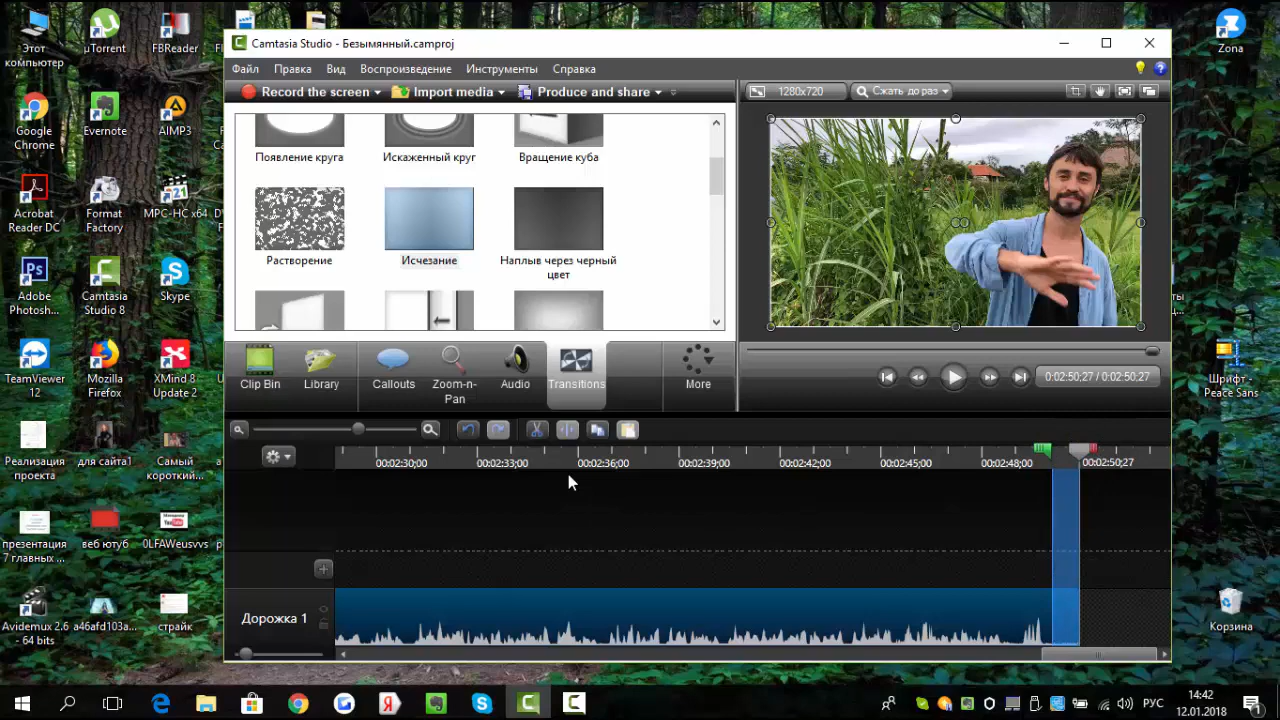 Camtasia Studio - Безымянный.camproj
Файл Правка Вид Воспроизведение Инструменты Справка
Record the screen Import media Produce and share
1280x720 Сжать до раз
Появление круга Искаженный круг Вращение куба
Растворение Исчезание Наплыв через черный
цвет
Clip Bin Library Callouts Zoom-n-
Pan Audio Transitions More
0:02:50;27 / 0:02:50;27
00:02:30;00 00:02:33;00 00:02:36;00 00:02:39;00 00:02:42;00 00:02:45;00 00:02:48;00 00:02:50;27
Дорожка 1
Этот
компьютер
µTorrent
FBReader
Google
Chrome
Evernote
AIMP3
Acrobat
Reader DC
Format
Factory
MPC-HC x64
Adobe
Photosh...
Camtasia
Studio 8
Skype
TeamViewer
12
Mozilla
Firefox
XMind 8
Update 2
Реализация
проекта
для сайта1
Самый
короткий...
презентация
7 главных ...
веб ютуб
0LFAWeusvvs
Avidemux 2.6
- 64 bits
a46afd103a...
страйк
Zona
Шрифт -
Peace Sans
Корзина
РУС
14:42
12.01.2018